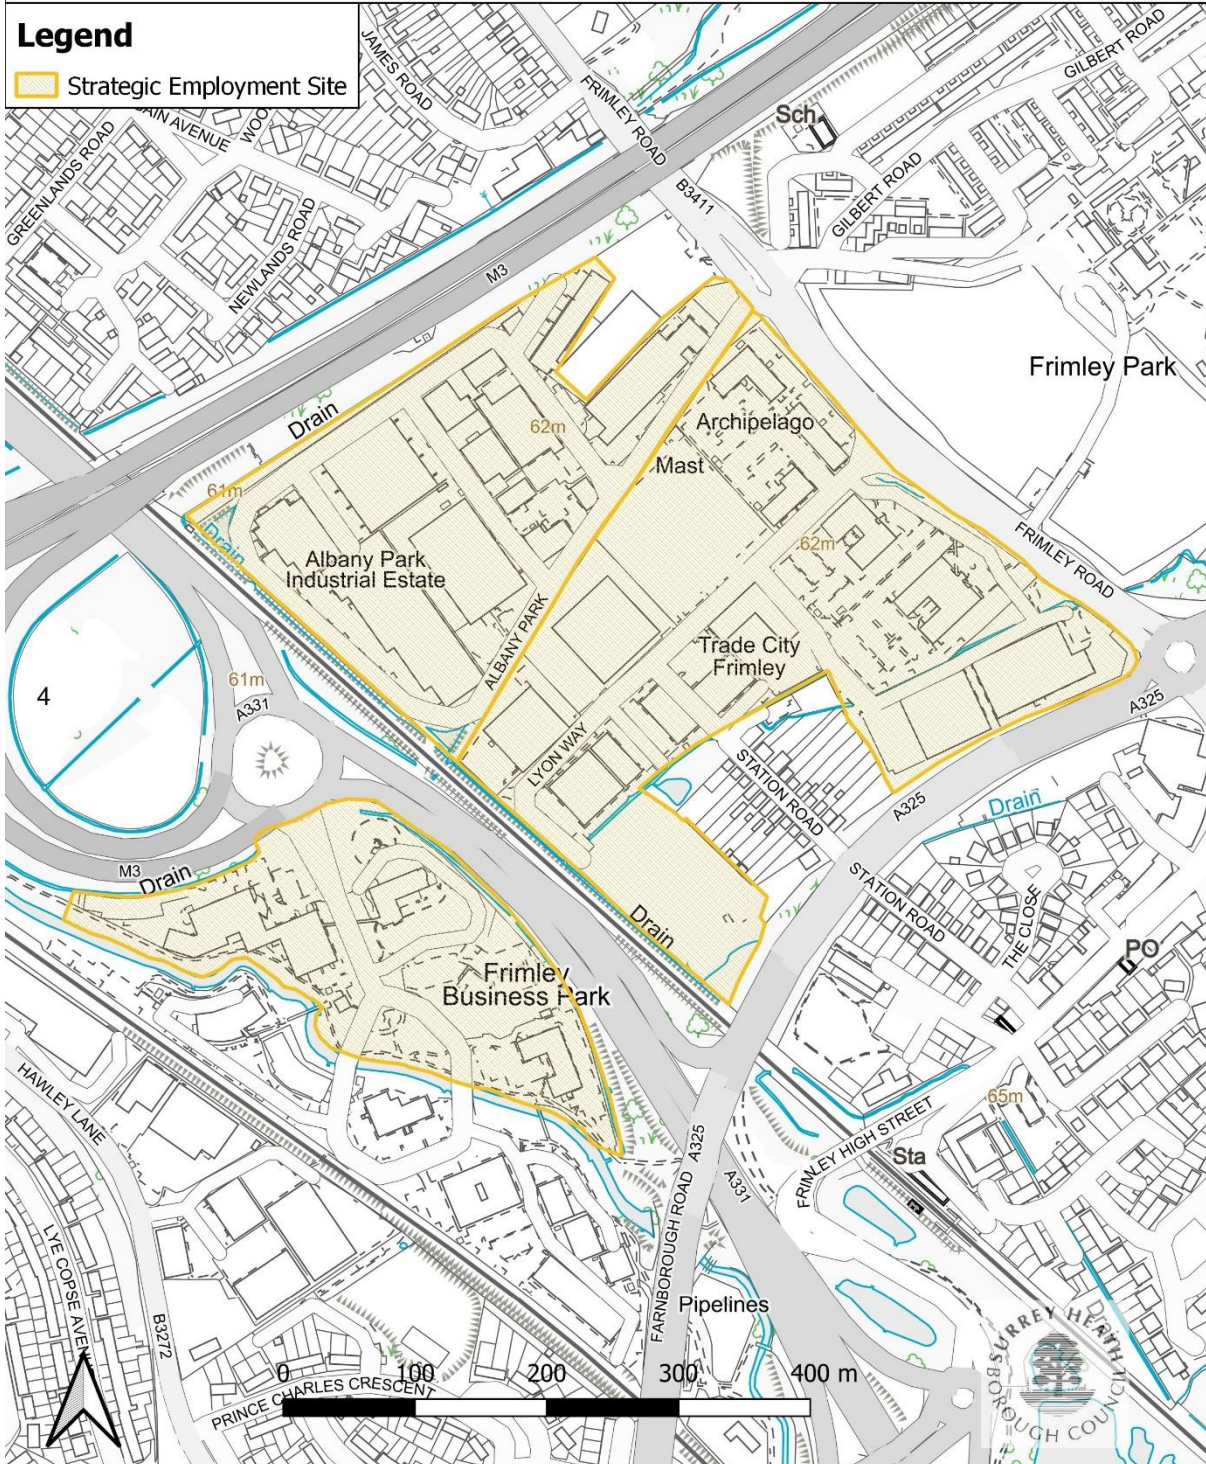 Legend
Strategic Employment Site
JAMES ROAD
FRIMLEY ROAD
GILBERT ROAD
Sch
GREENLANDS ROAD
AIN AVENUE
WOO
NEWLANDS ROAD
B3411
GILBERT ROAD
M3
Frimley Park
Drain
62m
Archipelago
Mast
61m
Drain
Albany Park
Industrial Estate
62m
FRIMLEY ROAD
ALBANY PARK
Trade City
Frimley
4
61m
A331
LYON WAY
STATION ROAD
A325
A325
Drain
M3
Drain
STATION ROAD
THE CLOSE
Drain
PO
Frimley
Business Park
HAWLEY LANE
65m
FRIMLEY HIGH STREET
Sta
A325
A331
FARNBOROUGH ROAD
LYE COPSE AVEN
B3272
Pipelines
Drain
PRINCE CHARLES CRESCENT
0 100 200 300 400 m
SURREY HEATH
BOROUGH COUNCIL